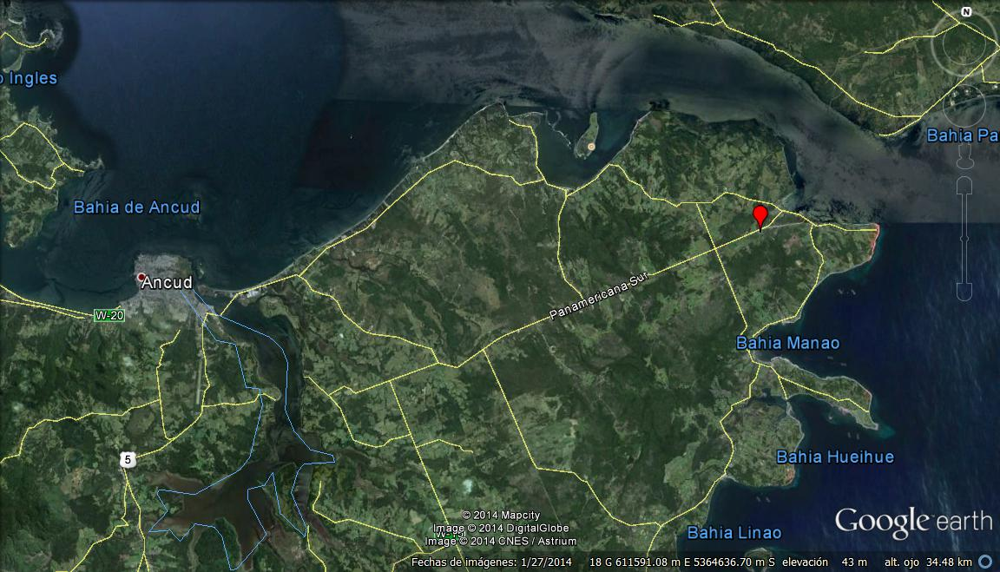 N
o Ingles
Bahia Pa
Bahia de Ancud
Ancud
Panamericana Sur
W-20
Bahia Manao
5
Bahia Hueihue
© 2014 Mapcity
Image © 2014 DigitalGlobe
Image © 2014 CNES / Astrium
Bahia Linao
Google earth
Fechas de imágenes: 1/27/2014 18 G 611591.08 m E 5364636.70 m S elevación 43 m alt. ojo 34.48 km